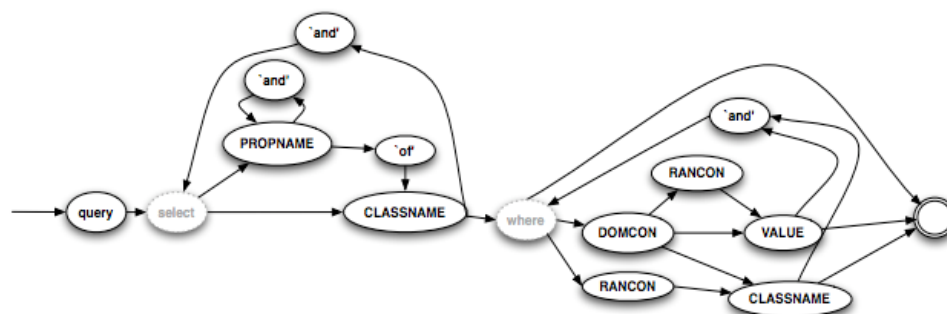 `and'
`and'
PROPNAME
`of'
query
select
CLASSNAME
where
`and'
RANCON
DOMCON
VALUE
RANCON
CLASSNAME